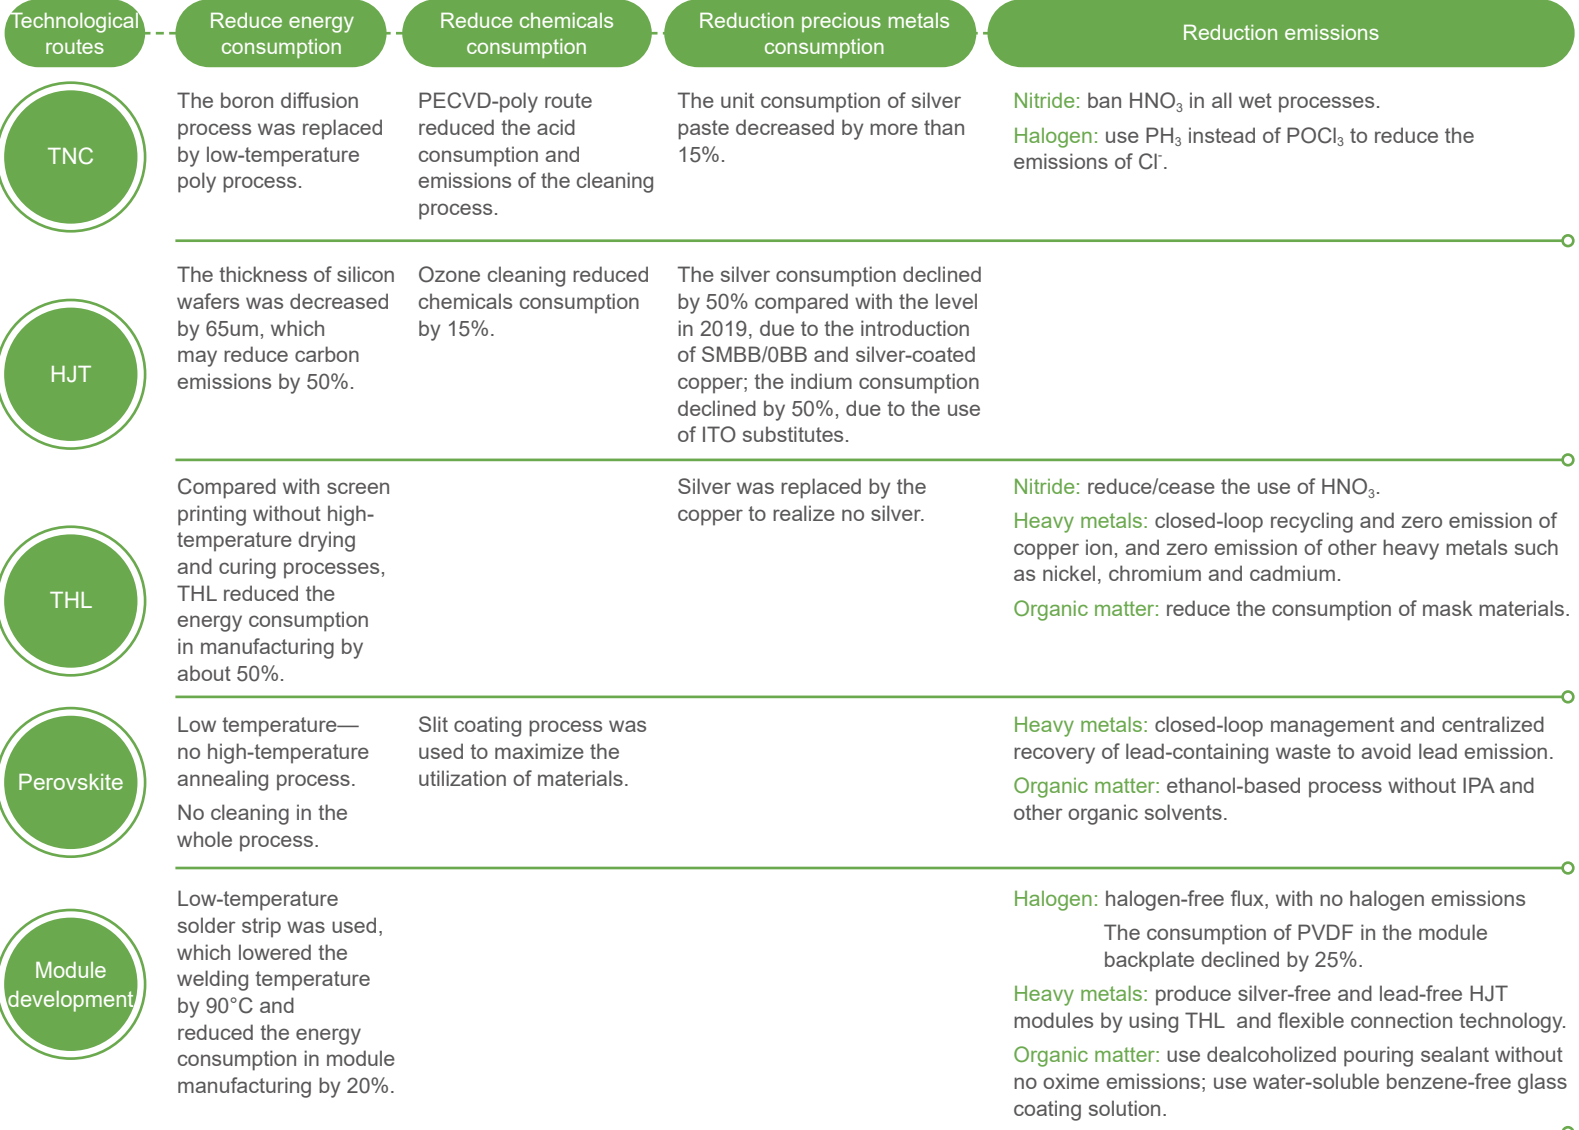 Technological
routes
Reduce energy
consumption
Reduce chemicals
consumption
Reduction precious metals
consumption
Reduction emissions
TNC
The boron diffusion
process was replaced
by low-temperature
poly process.
PECVD-poly route
reduced the acid
consumption and
emissions of the cleaning
process.
The unit consumption of silver
paste decreased by more than
15%.
Nitride: ban HNO₃ in all wet processes.
Halogen: use PH₃ instead of POCl₃ to reduce the
emissions of Cl⁻.
HJT
The thickness of silicon
wafers was decreased
by 65um, which
may reduce carbon
emissions by 50%.
Ozone cleaning reduced
chemicals consumption
by 15%.
The silver consumption declined
by 50% compared with the level
in 2019, due to the introduction
of SMBB/0BB and silver-coated
copper; the indium consumption
declined by 50%, due to the use
of ITO substitutes.
THL
Compared with screen
printing without high-
temperature drying
and curing processes,
THL reduced the
energy consumption
in manufacturing by
about 50%.
Silver was replaced by the
copper to realize no silver.
Nitride: reduce/cease the use of HNO₃.
Heavy metals: closed-loop recycling and zero emission of
copper ion, and zero emission of other heavy metals such
as nickel, chromium and cadmium.
Organic matter: reduce the consumption of mask materials.
Perovskite
Low temperature—
no high-temperature
annealing process.
No cleaning in the
whole process.
Slit coating process was
used to maximize the
utilization of materials.
Heavy metals: closed-loop management and centralized
recovery of lead-containing waste to avoid lead emission.
Organic matter: ethanol-based process without IPA and
other organic solvents.
Module
development
Low-temperature
solder strip was used,
which lowered the
welding temperature
by 90°C and
reduced the energy
consumption in module
manufacturing by 20%.
Halogen: halogen-free flux, with no halogen emissions
The consumption of PVDF in the module
backplate declined by 25%.
Heavy metals: produce silver-free and lead-free HJT
modules by using THL and flexible connection technology.
Organic matter: use dealcoholized pouring sealant without
no oxime emissions; use water-soluble benzene-free glass
coating solution.